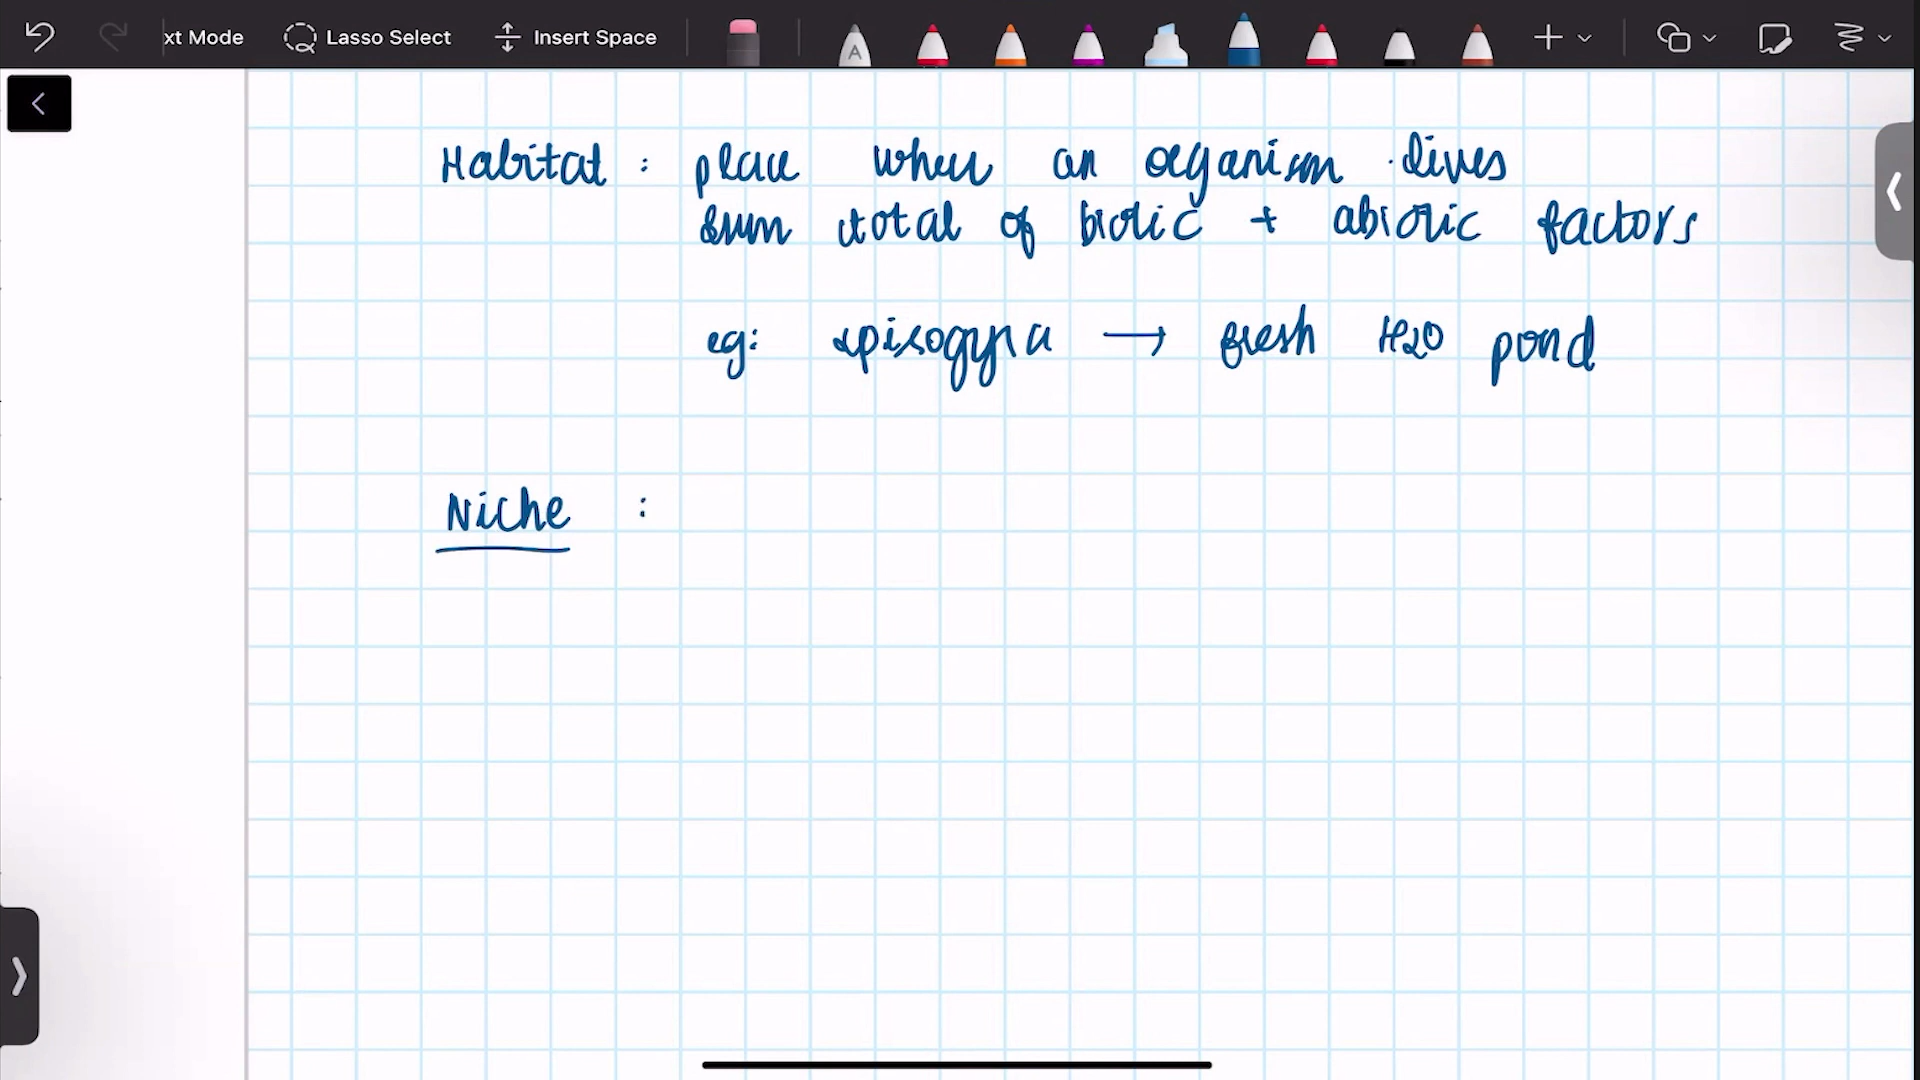 xt Mode Lasso Select Insert Space
Habitat : place where an organism lives
sum total of biotic + abiotic factors
eg: spirogyra → fresh H2O pond
Niche :